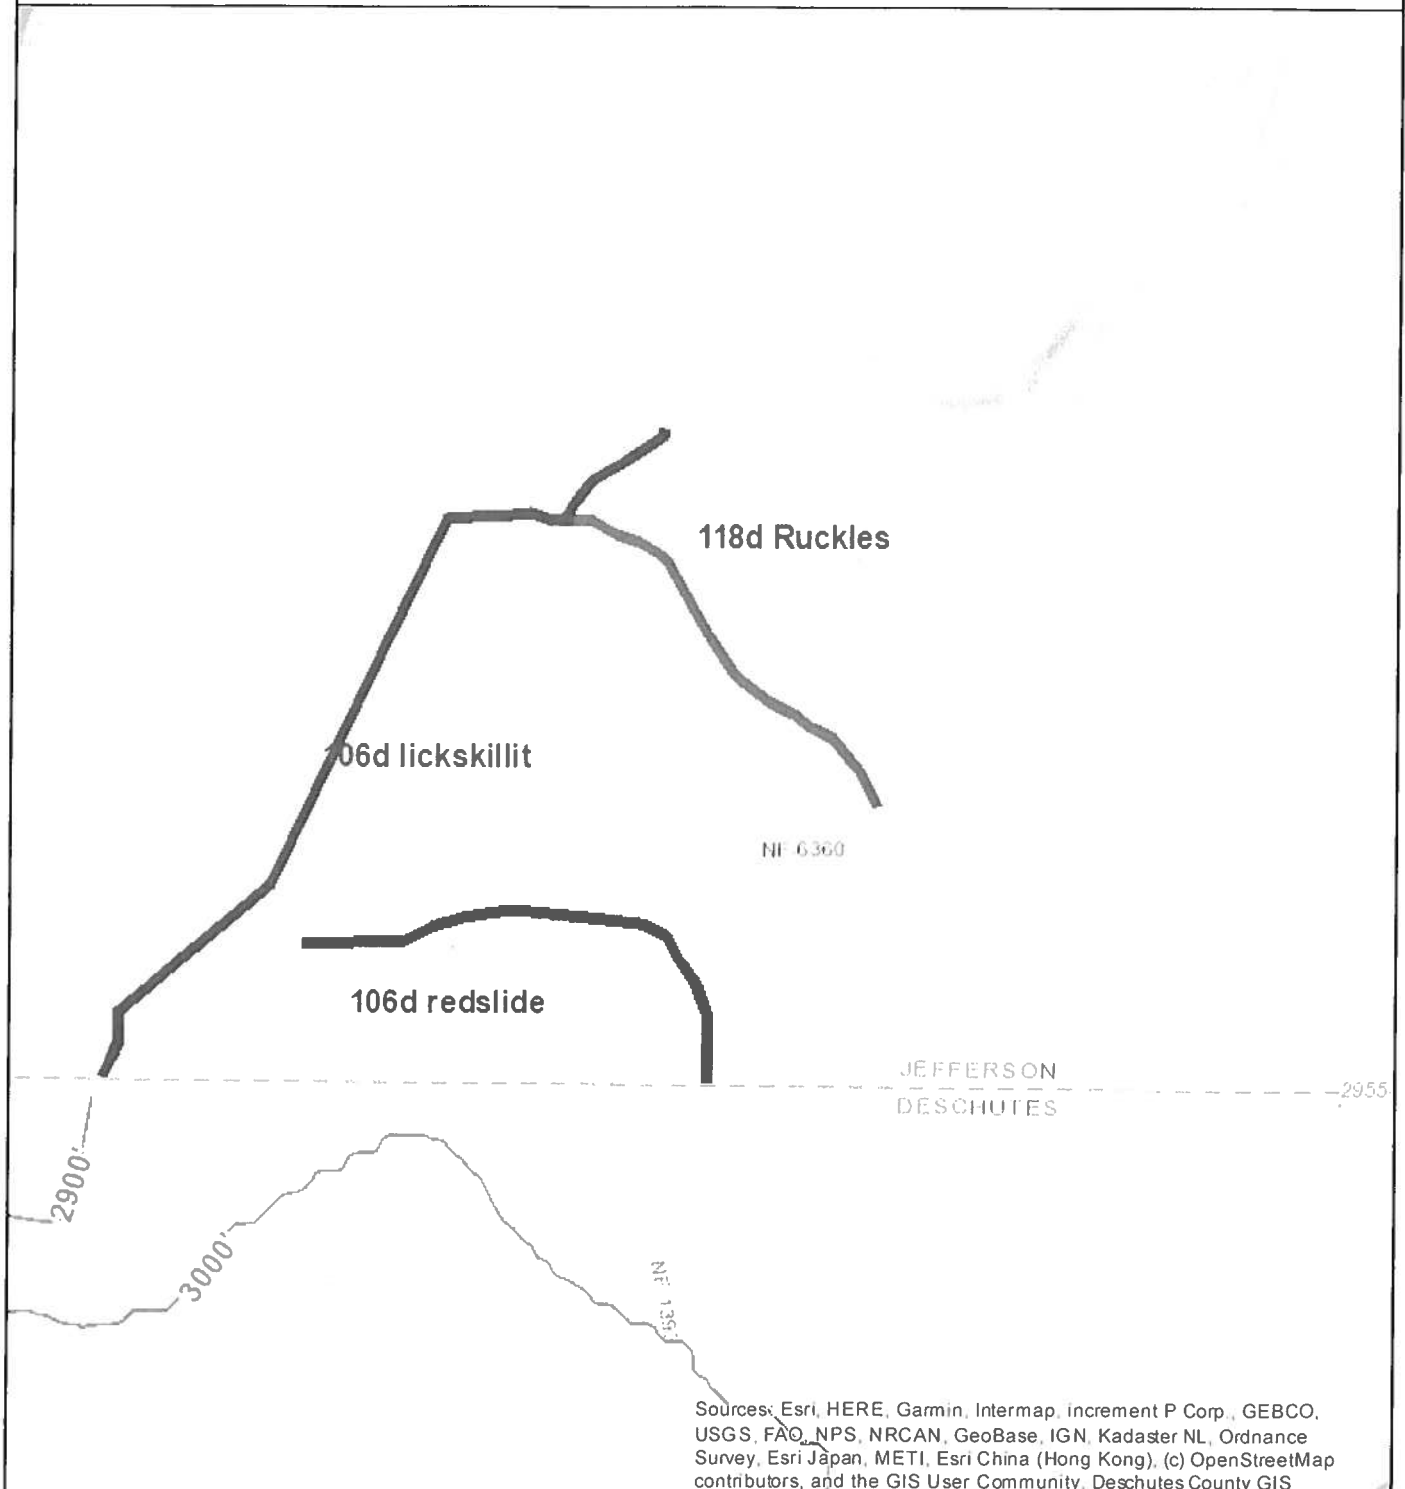 118d Ruckles
106d lickskillit
NF 6360
106d redslide
JEFFERSON
2955
DESCHUTES
2900'
3000'
NF
Sources: Esri, HERE, Garmin, Intermap, increment P Corp., GEBCO,
USGS, FAO, NPS, NRCAN, GeoBase, IGN, Kadaster NL, Ordnance
Survey, Esri Japan, METI, Esri China (Hong Kong), (c) OpenStreetMap
contributors, and the GIS User Community, Deschutes County GIS